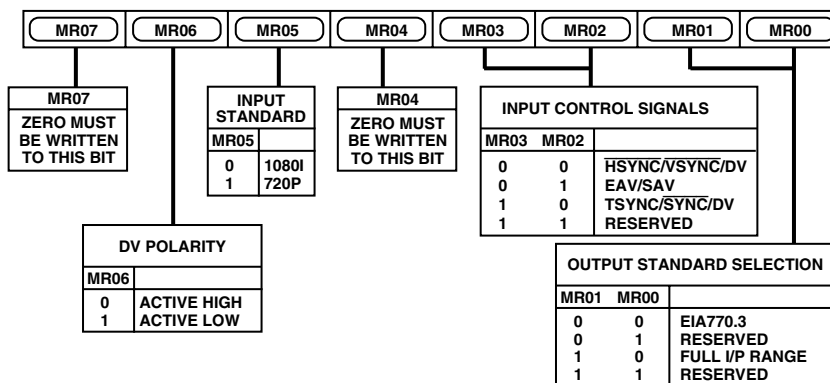 MR07 MR06 MR05 MR04 MR03 MR02 MR01 MR00
MR07
ZERO MUST
BE WRITTEN
TO THIS BIT
INPUT
STANDARD
MR05
0 1080I
1 720P
MR04
ZERO MUST
BE WRITTEN
TO THIS BIT
INPUT CONTROL SIGNALS
MR03 MR02
0 0 HSYNC/VSYNC/DV
0 1 EAV/SAV
1 0 TSYNC/SYNC/DV
1 1 RESERVED
DV POLARITY
MR06
0 ACTIVE HIGH
1 ACTIVE LOW
OUTPUT STANDARD SELECTION
MR01 MR00
0 0 EIA770.3
0 1 RESERVED
1 0 FULL I/P RANGE
1 1 RESERVED